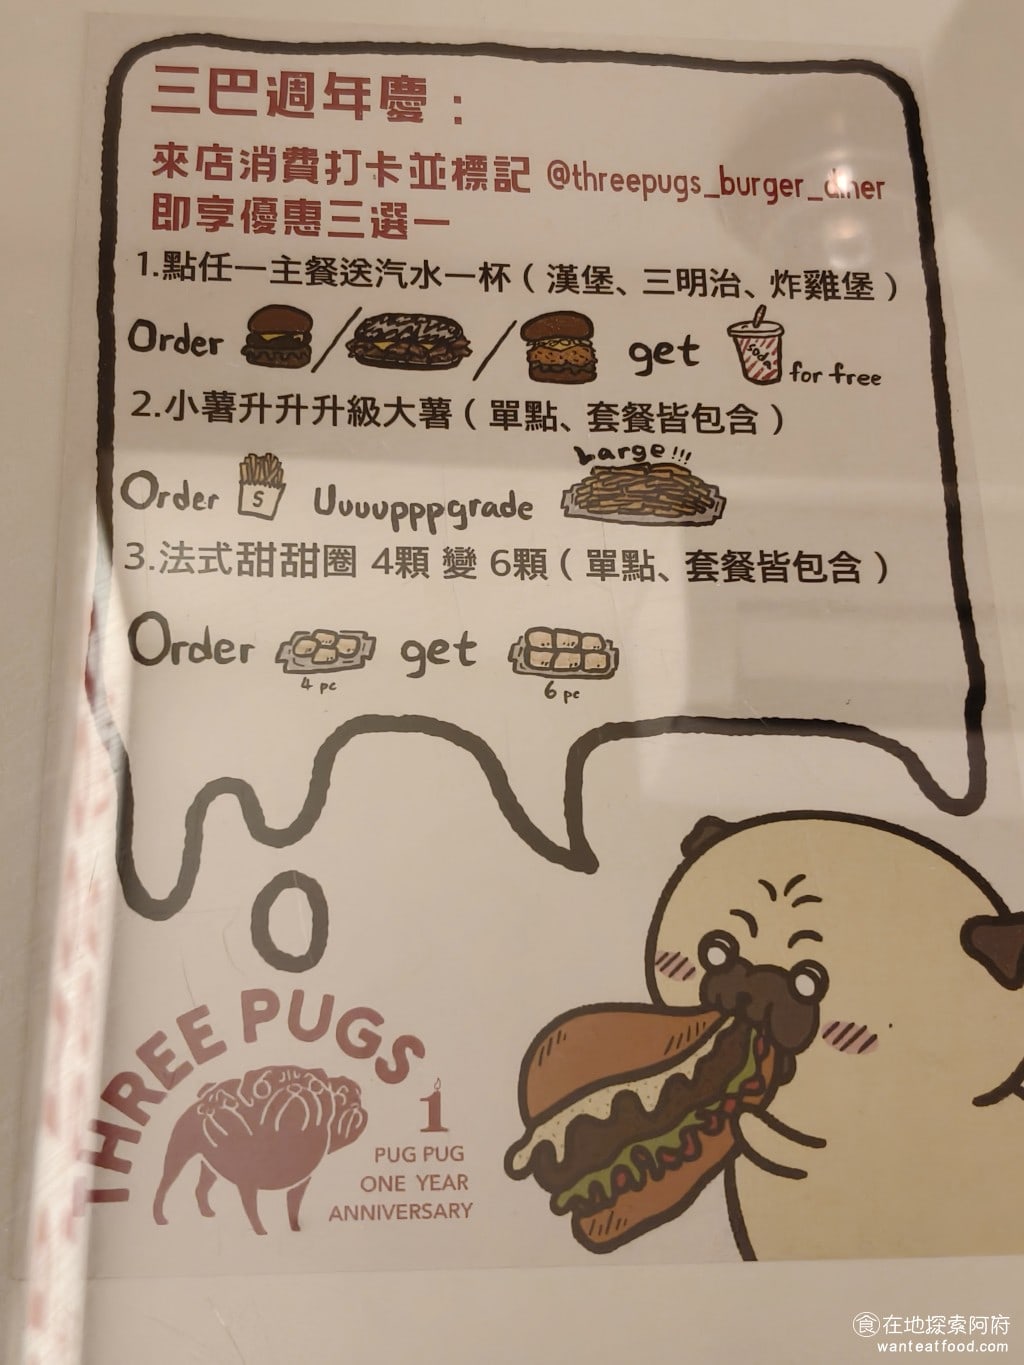 三巴週年慶：
來店消費打卡並標記 @threepugs_burger_diner
即享優惠三選一
1.點任一主餐送汽水一杯（漢堡、三明治、炸雞堡）
Order / / get soda for free
2.小薯升升升級大薯（單點、套餐皆包含）
Large!!!
Order S Uuuupppgrade
3.法式甜甜圈 4顆 變 6顆（單點、套餐皆包含）
Order get
4 pc 6 pc
THREE PUGS
1
PUG PUG
ONE YEAR
ANNIVERSARY
食在地探索阿府
wanteatfood.com